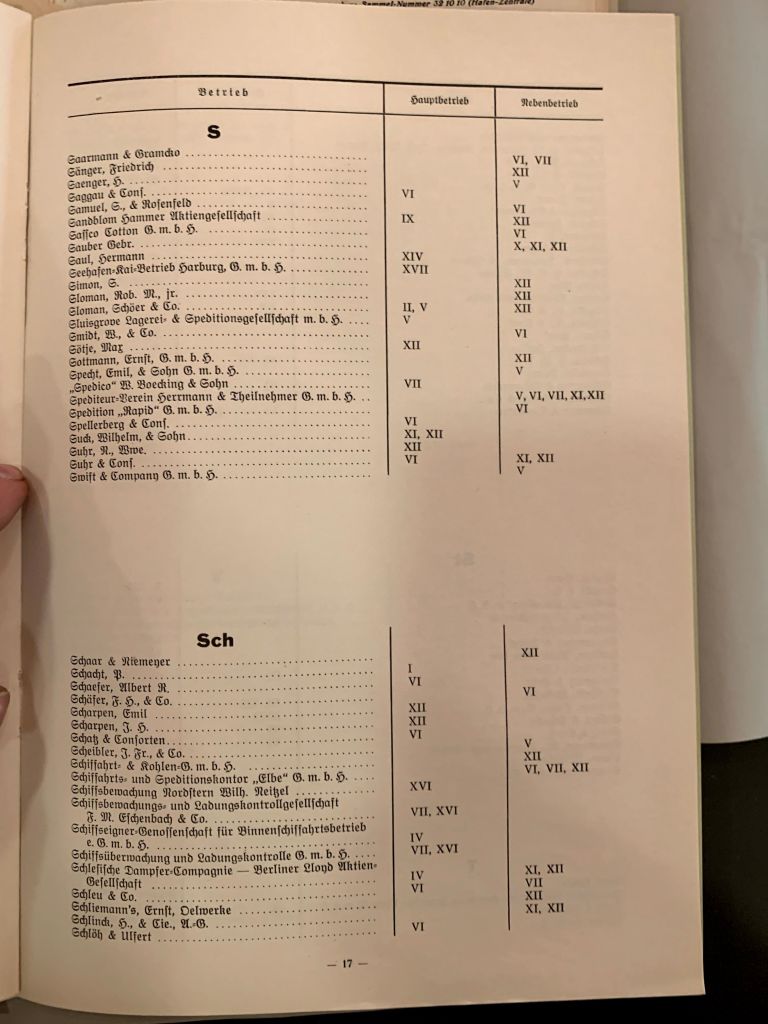 Sammel-Nummer 32 10 10 (Hafen-Zentrale)
Betrieb Hauptbetrieb Nebenbetrieb
S
Saarmann & Gramcko VI, VII
Sänger, Friedrich XII
Saenger, H. V
Saggau & Conſ. VI
Samuel, S., & Roſenfeld VI
Sandblom Hammer Aktiengeſellſchaft IX XII
Saſſco Cotton G. m. b. H. VI
Sauber Gebr. X, XI, XII
Saul, Hermann XIV
Seehafen-Kai-Betrieb Harburg, G. m. b. H. XVII
Simon, S. XII
Sloman, Rob. M., jr. XII
Sloman, Schöer & Co. II, V XII
Sluisgrove Lagerei- & Speditionsgeſellſchaft m. b. H. V
Smidt, W., & Co. VI
Sötje, Max XII
Sottmann, Ernſt, G. m. b. H. XII
Specht, Emil, & Sohn G. m. b. H. V
„Spedico“ W. Boecking & Sohn VII
Spediteur-Verein Herrmann & Theilnehmer G. m. b. H. V, VI, VII, XI,XII
Spedition „Rapid“ G. m. b. H. VI
Spellerberg & Conſ. VI
Suck, Wilhelm, & Sohn XI, XII
Suhr, R., Wwe. XII
Suhr & Conſ. VI XI, XII
Swift & Company G. m. b. H. V
Sch
Schaar & Niemeyer XII
Schacht, P. I
Schaefer, Albert R. VI
Schäfer, F. H., & Co. VI
Scharpen, Emil XII
Scharpen, J. H. XII
Schatz & Conſorten VI
Scheibler, J. Fr., & Co. V
Schiffahrt- & Kohlen-G. m. b. H. XII
Schiffahrts- und Speditionskontor „Elbe“ G. m. b. H. VI, VII, XII
Schiffsbewachung Nordſtern Wilh. Neitzel XVI
Schiffsbewachungs- und Ladungskontrollgeſellſchaft
F. M. Eſchenbach & Co. VII, XVI
Schiffseigner-Genoſſenſchaft für Binnenſchiffahrtsbetrieb
e. G. m. b. H. IV
Schiffsüberwachung und Ladungskontrolle G. m. b. H. VII, XVI
Schleſiſche Dampfer-Compagnie — Berliner Lloyd Aktien-
Geſellſchaft IV XI, XII
Schleu & Co. VI VII
Schliemann's, Ernſt, Oelwerke XII
Schlinck, H., & Cie., A.-G. XI, XII
Schlöh & Ulfert VI
— 17 —